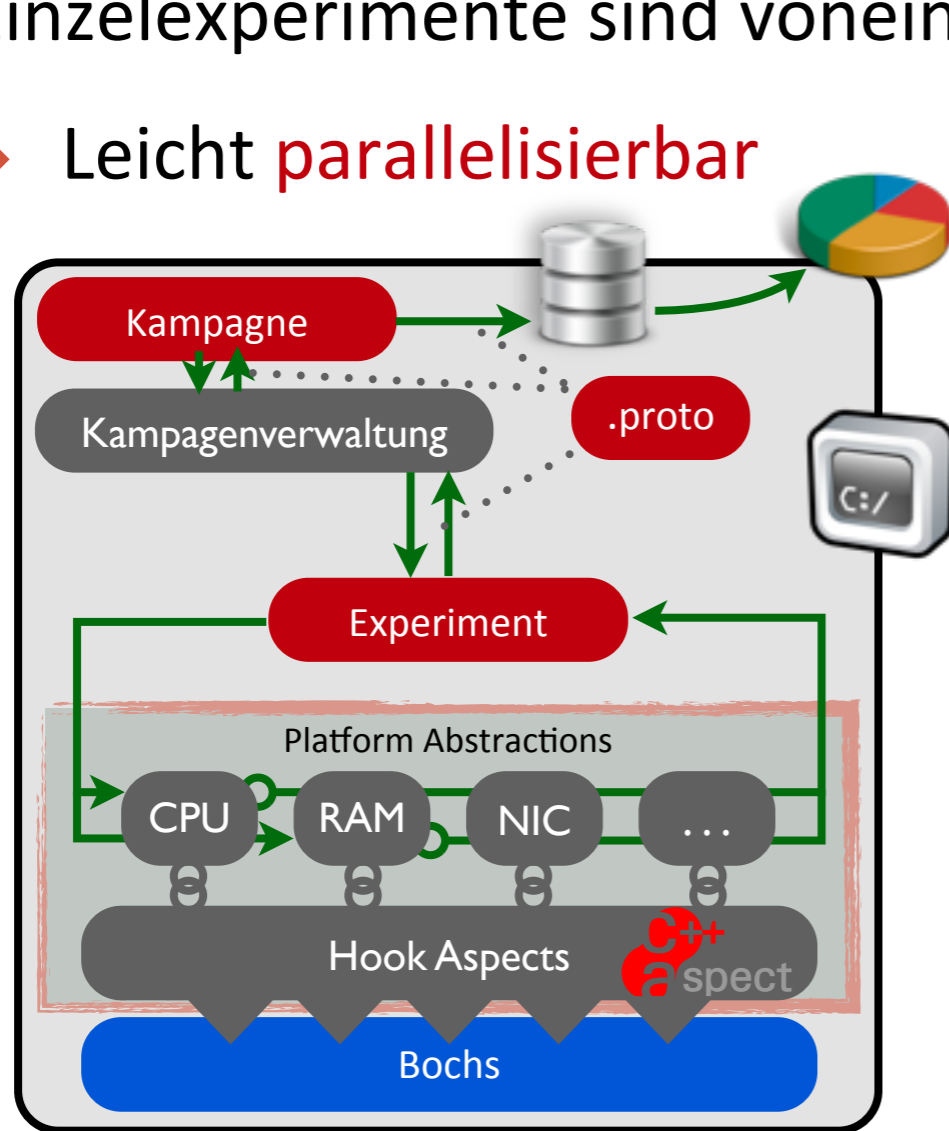 inzelexperimente sind vonein
Leicht parallelisierbar
Kampagne
.proto
Kampagenverwaltung
C:/
Experiment
Platform Abstractions
CPU RAM NIC ...
Hook Aspects
C++
aspect
Bochs